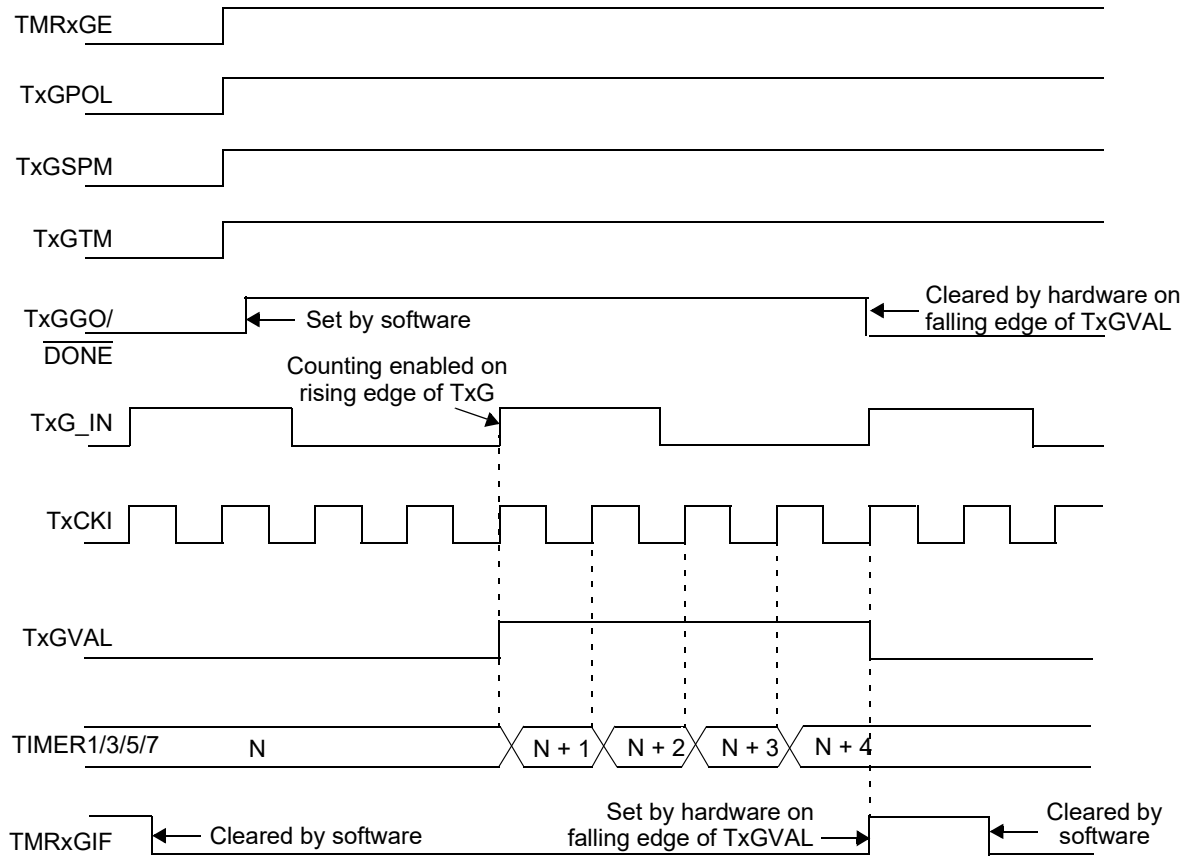 TMRxGE
TxGPOL
TxGSPM
TxGTM
TxGGO/
DONE
Set by software
Cleared by hardware on
falling edge of TxGVAL
Counting enabled on
rising edge of TxG
TxG_IN
TxCKI
TxGVAL
TIMER1/3/5/7
N
N + 1
N + 2
N + 3
N + 4
TMRxGIF
Cleared by software
Set by hardware on
falling edge of TxGVAL
Cleared by
software